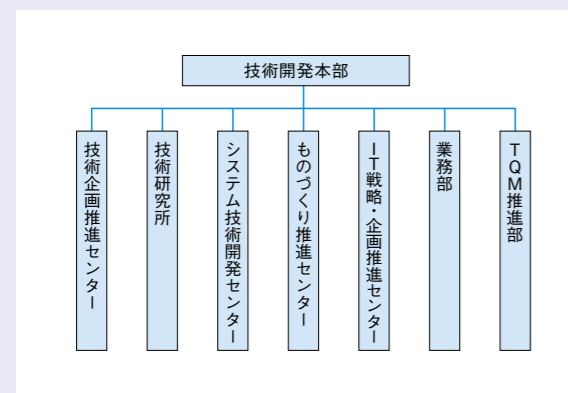 技術開発本部
技術企画推進センター
技術研究所
システム技術開発センター
ものづくり推進センター
IT戦略・企画推進センター
業務部
TQM推進部